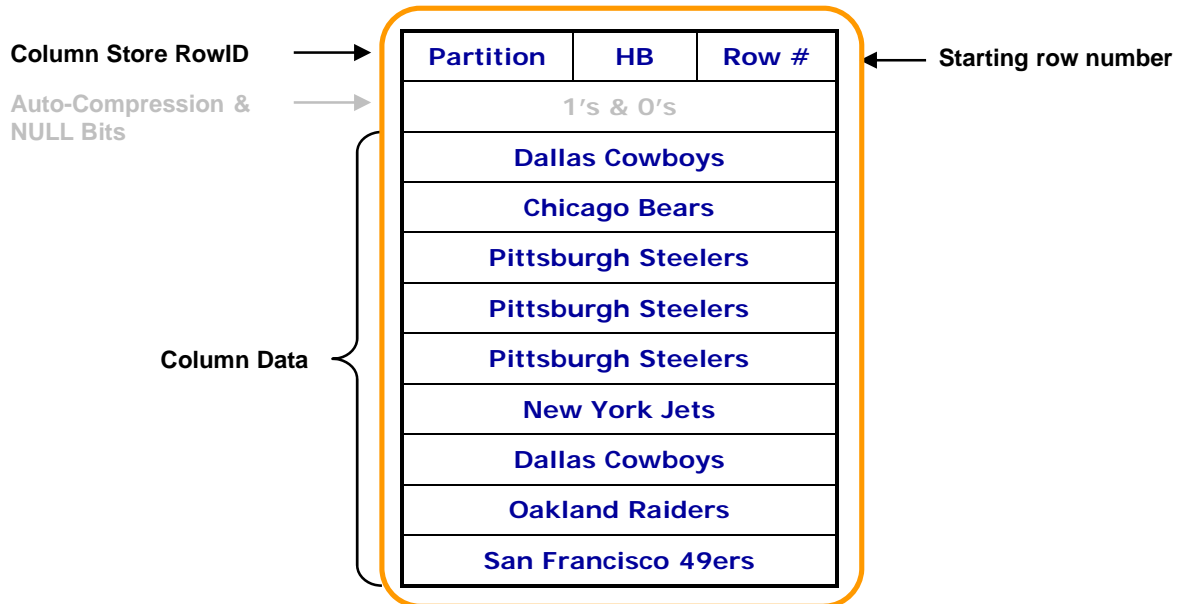 Column Store RowID
Partition HB Row #
Starting row number
Auto-Compression &
NULL Bits
1's & 0's
Column Data
Dallas Cowboys
Chicago Bears
Pittsburgh Steelers
Pittsburgh Steelers
Pittsburgh Steelers
New York Jets
Dallas Cowboys
Oakland Raiders
San Francisco 49ers